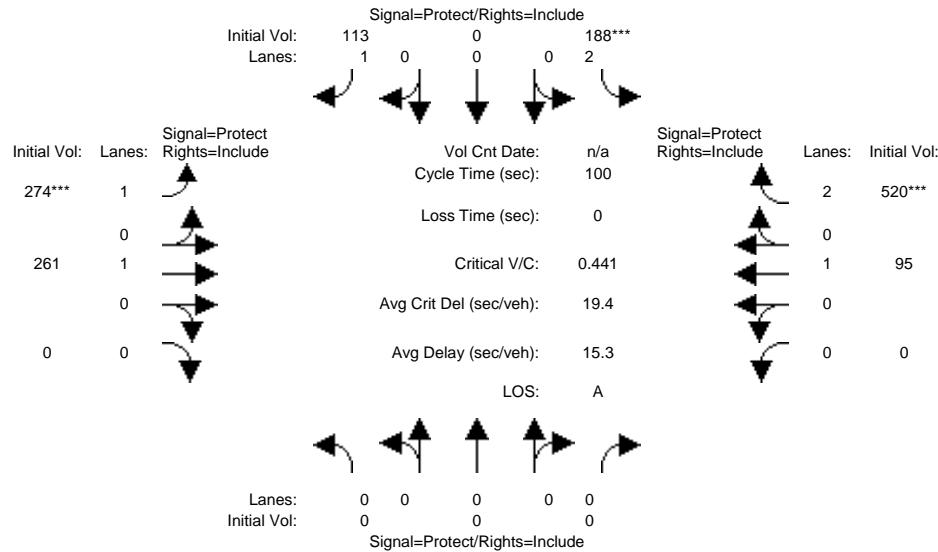 Signal=Protect/Rights=Include
Initial Vol: 113 0 188***
Lanes: 1 0 0 0 2
Signal=Protect Signal=Protect
Initial Vol: Lanes: Rights=Include Vol Cnt Date: n/a Rights=Include Lanes: Initial Vol:
Cycle Time (sec): 100
274*** 1 2 520***
Loss Time (sec): 0
0 0
261 1 Critical V/C: 0.441 1 95
0 Avg Crit Del (sec/veh): 19.4 0
0 0 Avg Delay (sec/veh): 15.3 0 0
LOS: A
Lanes: 0 0 0 0 0
Initial Vol: 0 0 0
Signal=Protect/Rights=Include